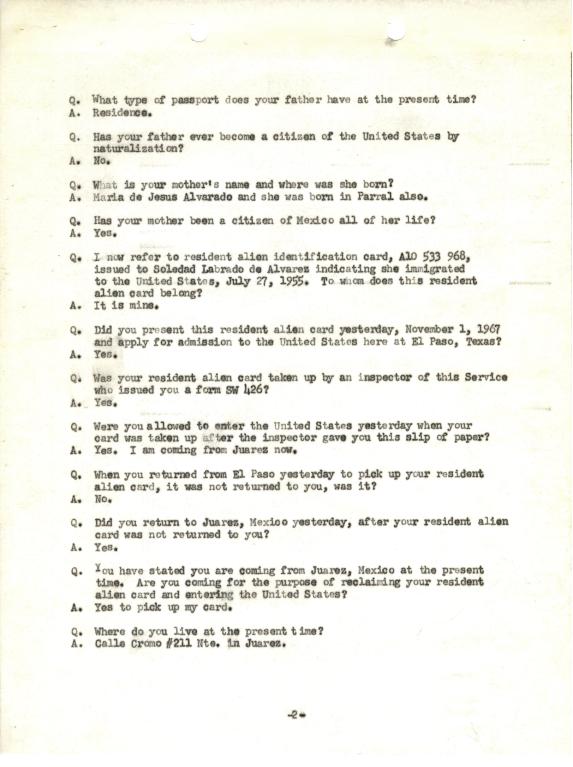 Q. What type of passport does your father have at the present time?
A. Residence.
Q. Has your father ever become a citizen of the United States by
naturalization?
A. No.
Q. What is your mother's name and where was she born?
A. Maria de Jesus Alvarado and she was born in Parral also.
Q. Has your mother been a citizen of Mexico all of her life?
A. Yes.
Q. I now refer to resident alien identification card, A10 533 968,
issued to Soledad Labrado de Alvarez indicating she immigrated
to the United States, July 27, 1955. To whom does this resident
alien card belong?
A. It is mine.
Q. Did you present this resident alien card yesterday, November 1, 1967
and apply for admission to the United States here at El Paso, Texas?
A. Yes.
Q. Was your resident alien card taken up by an inspector of this Service
who issued you a form SW 426?
A. Yes.
Q. Were you allowed to enter the United States yesterday when your
card was taken up after the inspector gave you this slip of paper?
A. Yes. I am coming from Juarez now.
Q. When you returned from El Paso yesterday to pick up your resident
alien card, it was not returned to you, was it?
A. No.
Q. Did you return to Juarez, Mexico yesterday, after your resident alien
card was not returned to you?
A. Yes.
Q. You have stated you are coming from Juarez, Mexico at the present
time. Are you coming for the purpose of reclaiming your resident
alien card and entering the United States?
A. Yes to pick up my card.
Q. Where do you live at the present time?
A. Calle Cromo #211 Nte. in Juarez.
-2-